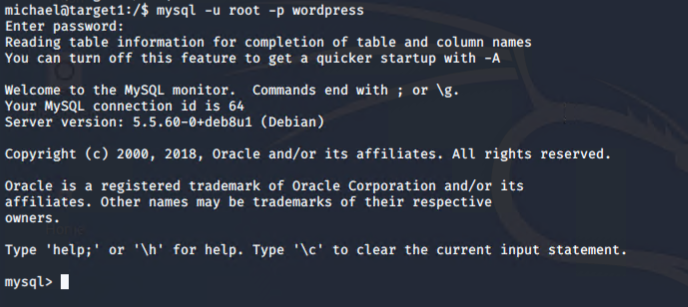 michael@target1:/$ mysql -u root -p wordpress
Enter password:
Reading table information for completion of table and column names
You can turn off this feature to get a quicker startup with -A
Welcome to the MySQL monitor.  Commands end with ; or \g.
Your MySQL connection id is 64
Server version: 5.5.60-0+deb8u1 (Debian)
Copyright (c) 2000, 2018, Oracle and/or its affiliates. All rights reserved.
Oracle is a registered trademark of Oracle Corporation and/or its
affiliates. Other names may be trademarks of their respective
owners.
Type 'help;' or '\h' for help. Type '\c' to clear the current input statement.
mysql>